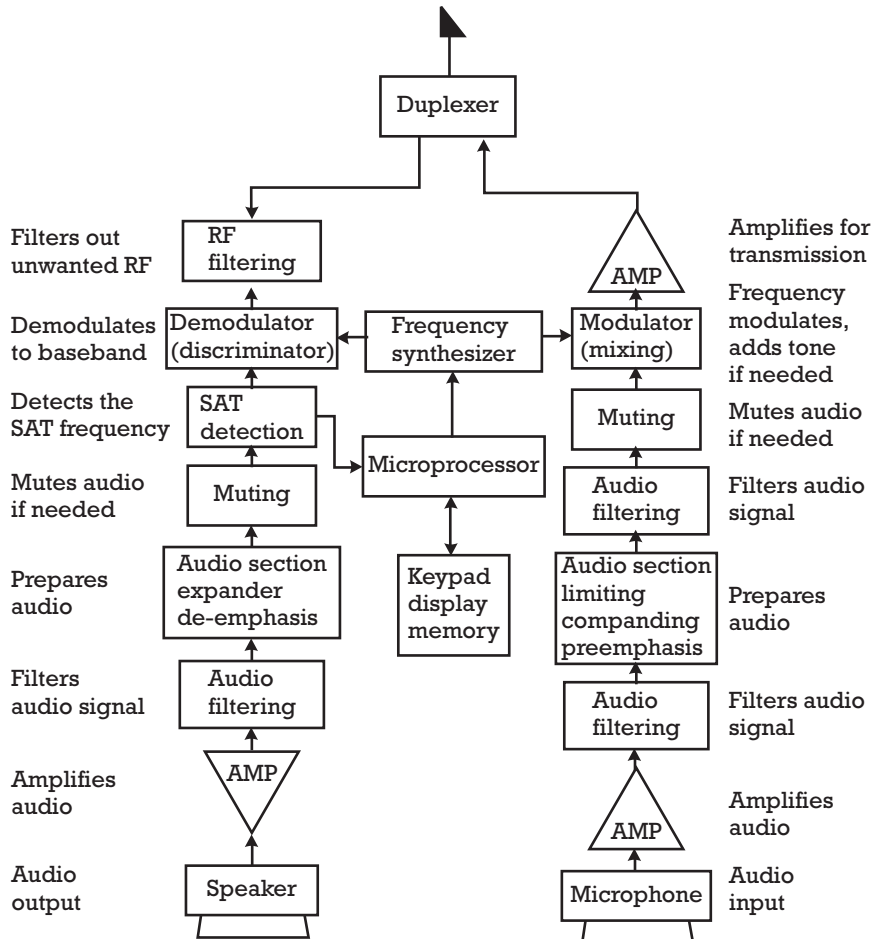 Duplexer
Filters out
unwanted RF
RF
filtering
AMP
Amplifies for
transmission
Demodulates
to baseband
Demodulator
(discriminator)
Frequency
synthesizer
Modulator
(mixing)
Frequency
modulates,
adds tone
if needed
Detects the
SAT frequency
SAT
detection
Microprocessor
Muting
Mutes audio
if needed
Mutes audio
if needed
Muting
Audio
filtering
Filters audio
signal
Prepares
audio
Audio section
expander
de-emphasis
Keypad
display
memory
Audio section
limiting
companding
preemphasis
Prepares
audio
Filters
audio signal
Audio
filtering
Audio
filtering
Filters audio
signal
Amplifies
audio
AMP
AMP
Amplifies
audio
Audio
output
Speaker
Microphone
Audio
input